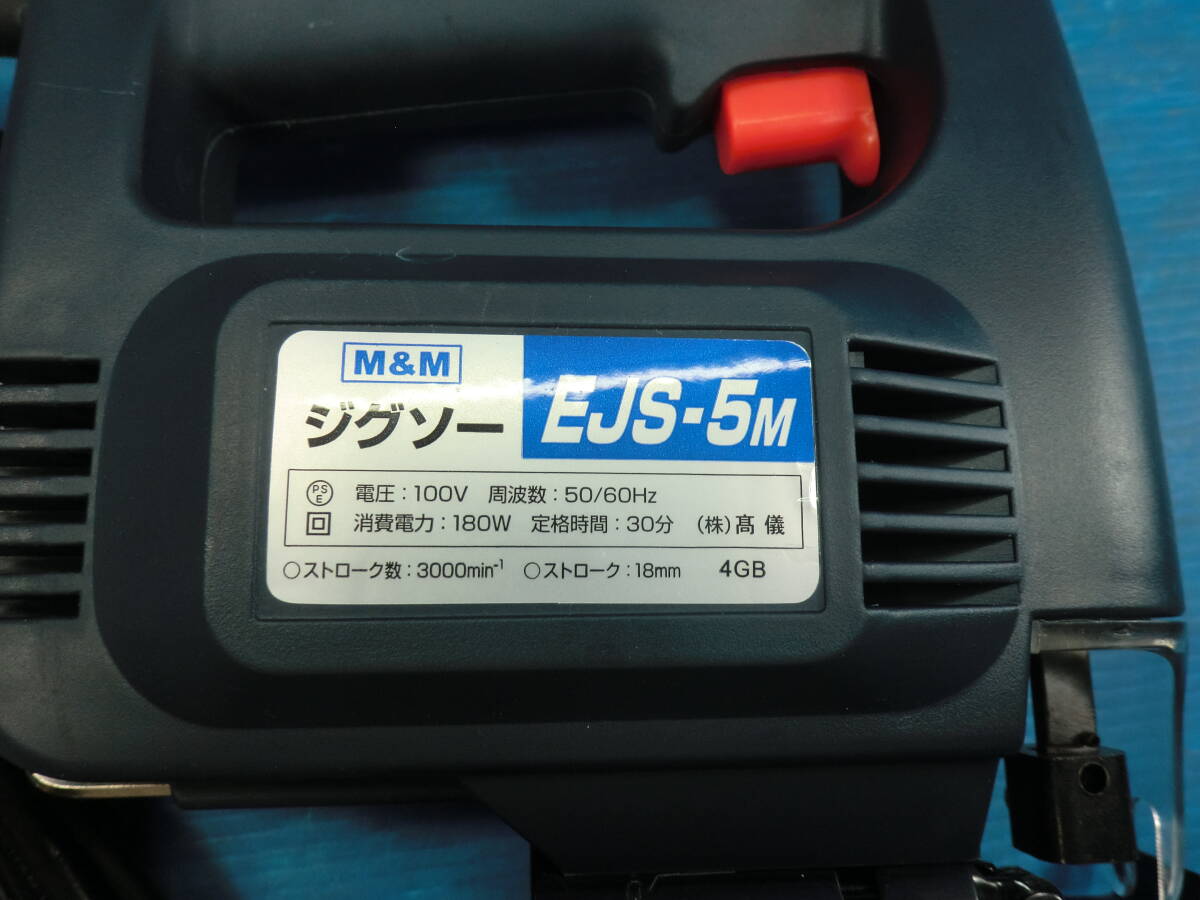 M&M
ジグソー
EJS-5M
PSE 電圧：100V 周波数：50/60Hz
消費電力：180W 定格時間：30分 （株）髙儀
○ストローク数：3000min⁻¹ ○ストローク：18mm 4GB